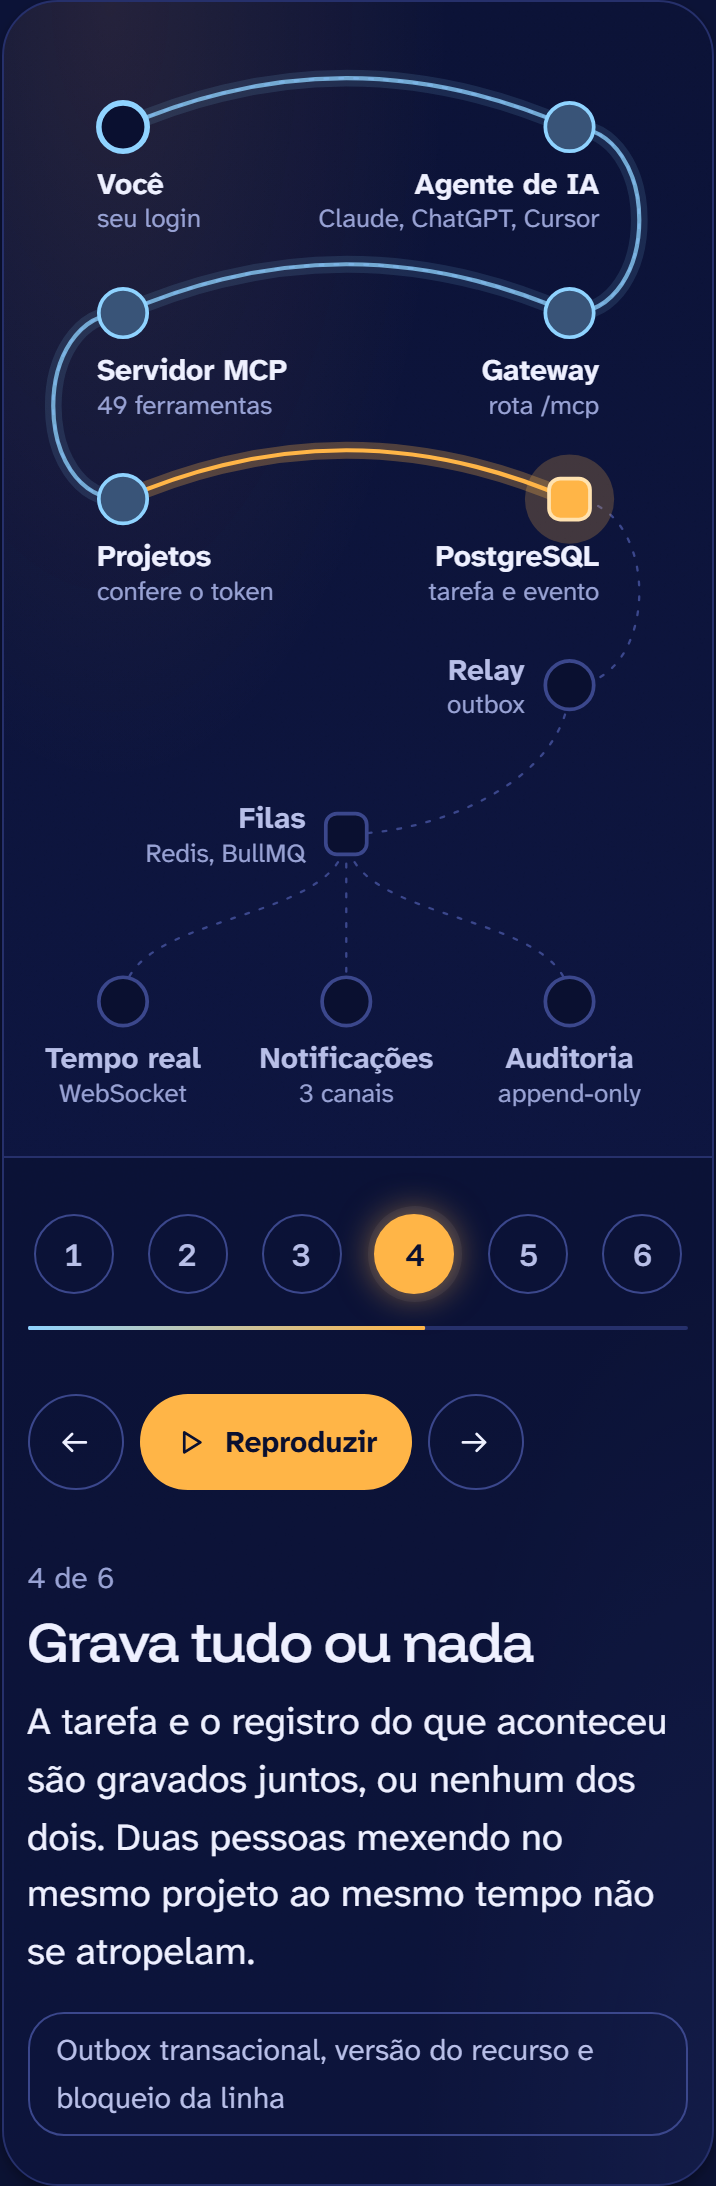 Você
seu login
Agente de IA
Claude, ChatGPT, Cursor
Servidor MCP
49 ferramentas
Gateway
rota /mcp
Projetos
confere o token
PostgreSQL
tarefa e evento
Relay
outbox
Filas
Redis, BullMQ
Tempo real
WebSocket
Notificações
3 canais
Auditoria
append-only
1 2 3 4 5 6
Reproduzir
4 de 6
Grava tudo ou nada
A tarefa e o registro do que aconteceu
são gravados juntos, ou nenhum dos
dois. Duas pessoas mexendo no
mesmo projeto ao mesmo tempo não
se atropelam.
Outbox transacional, versão do recurso e
bloqueio da linha